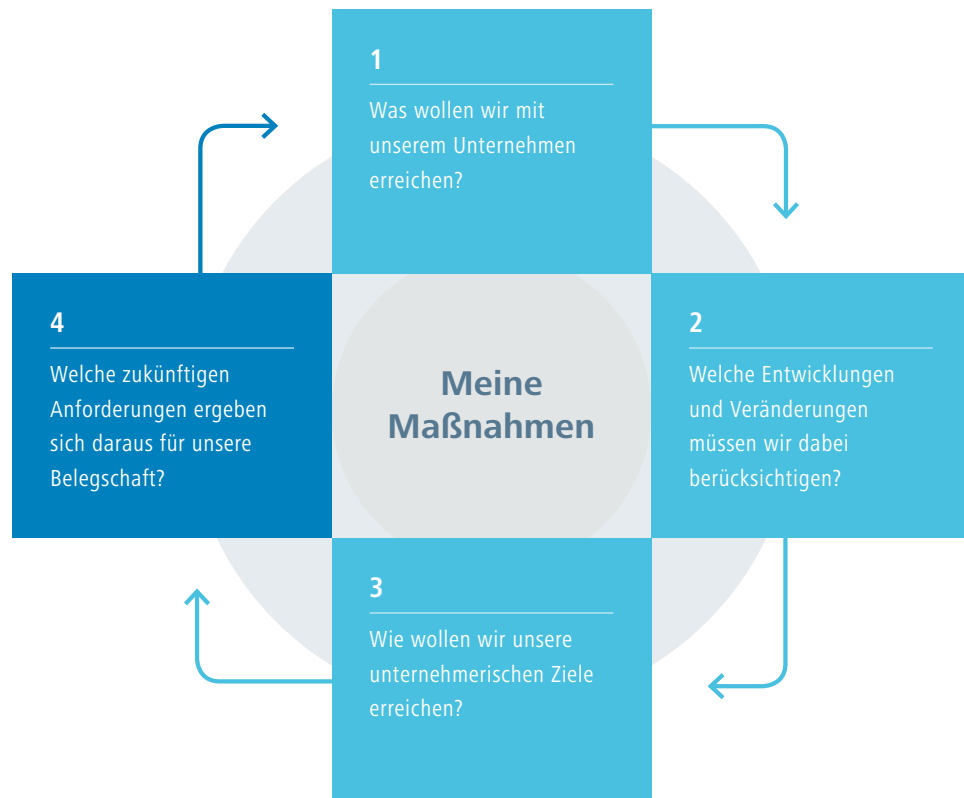 1
Was wollen wir mit
unserem Unternehmen
erreichen?
2
Welche Entwicklungen
und Veränderungen
müssen wir dabei
berücksichtigen?
3
Wie wollen wir unsere
unternehmerischen Ziele
erreichen?
4
Welche zukünftigen
Anforderungen ergeben
sich daraus für unsere
Belegschaft?
Meine
Maßnahmen